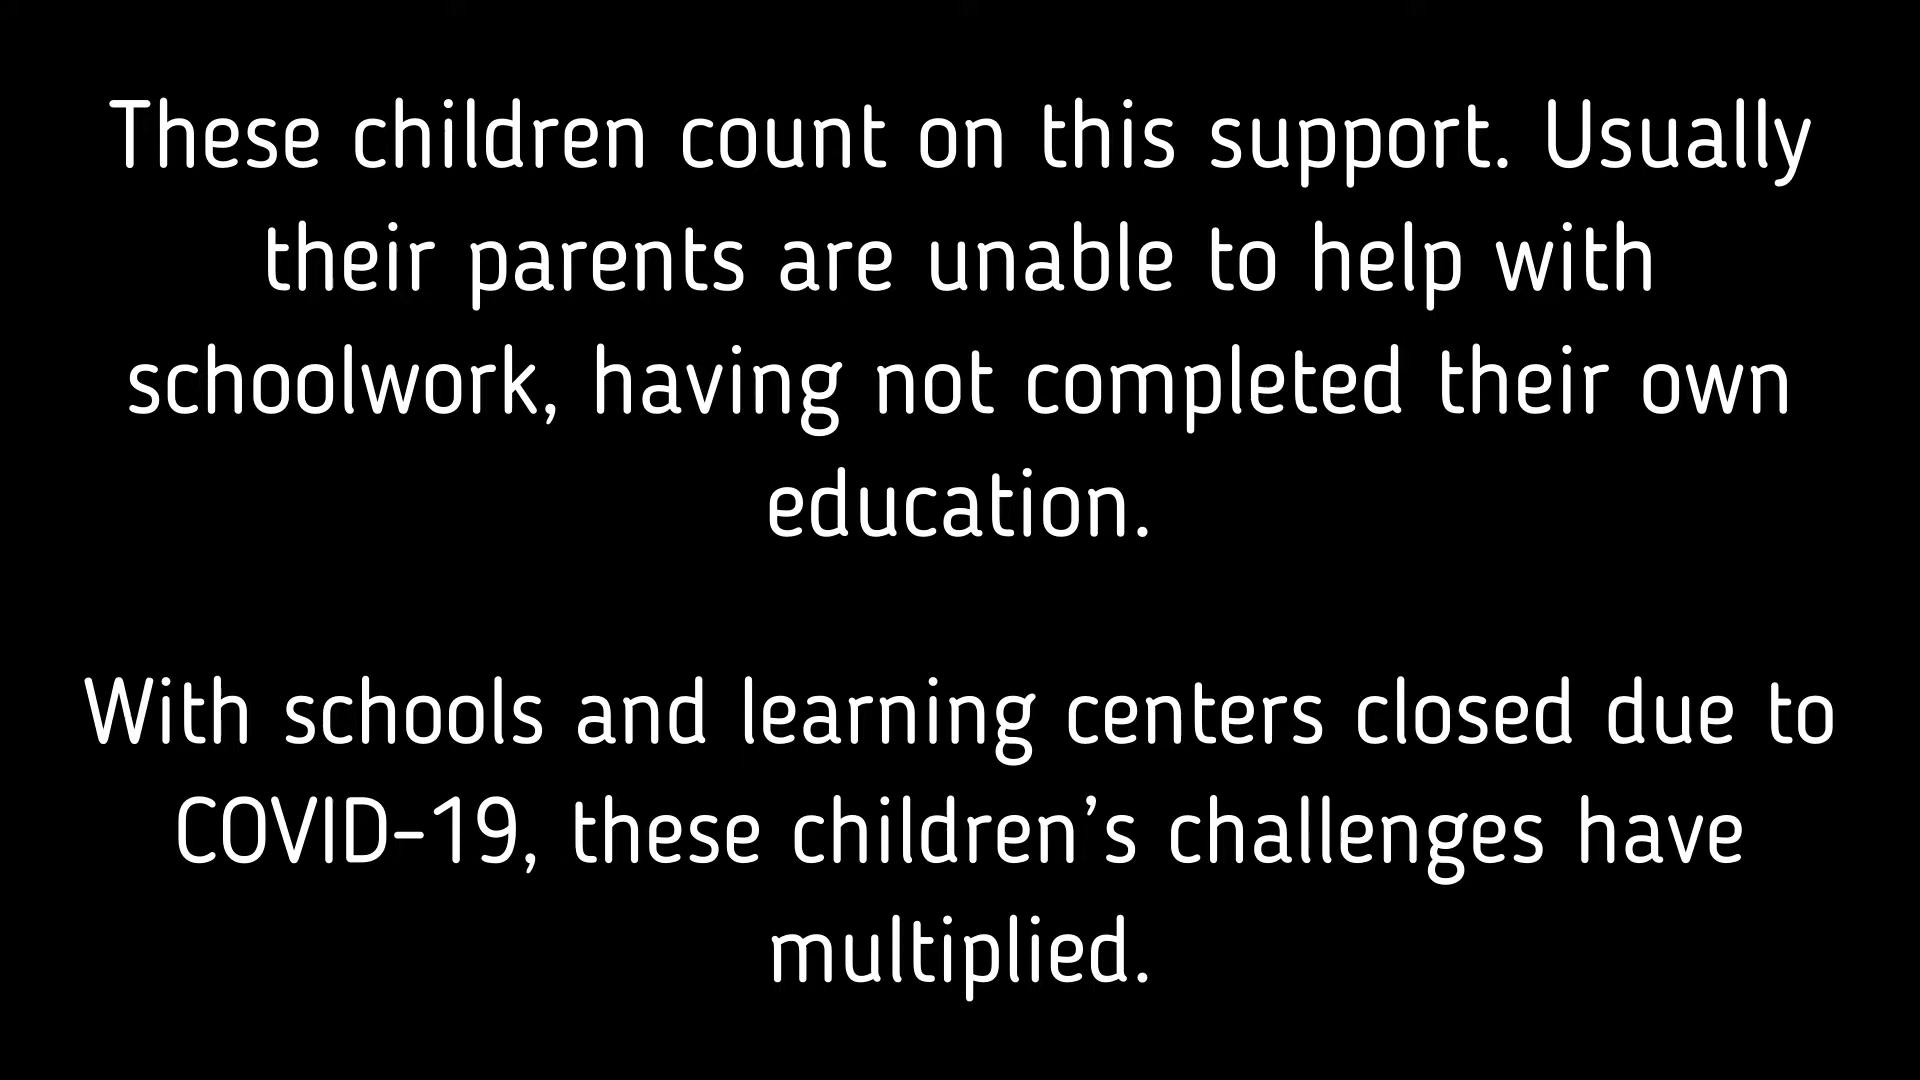 These children count on this support. Usually
their parents are unable to help with
schoolwork, having not completed their own
education.
With schools and learning centers closed due to
COVID-19, these children’s challenges have
multiplied.